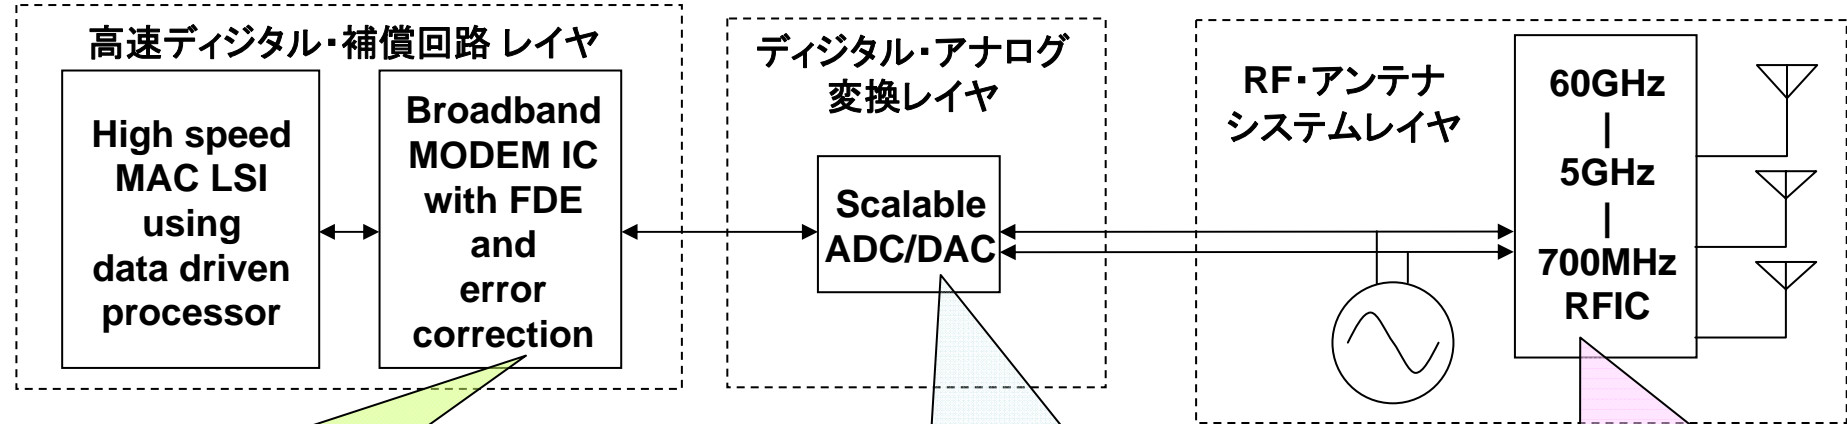 高速ディジタル・補償回路 レイヤ
High speed
MAC LSI
using
data driven
processor
Broadband
MODEM IC
with FDE
and
error
correction
ディジタル・アナログ
変換レイヤ
Scalable
ADC/DAC
RF・アンテナ
システムレイヤ
60GHz
|
5GHz
|
700MHz
RFIC